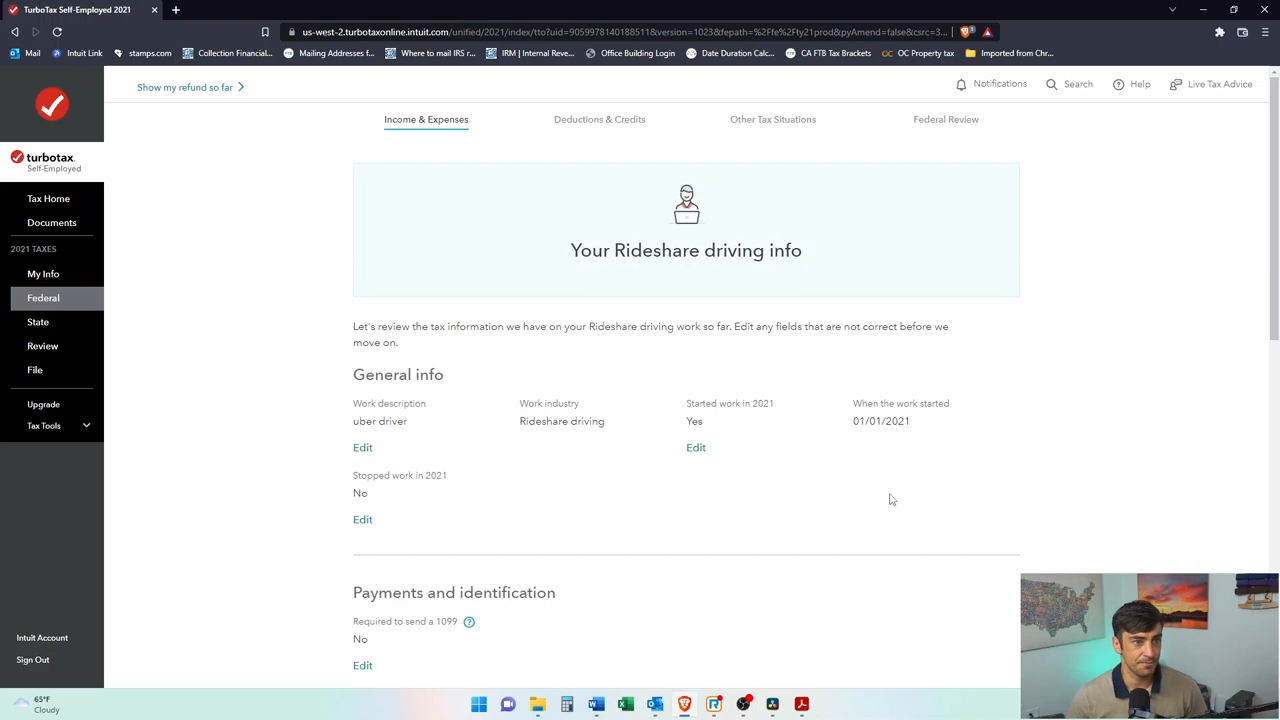 TurboTax Self-Employed 2021
us-west-2.turbotaxonline.intuit.com/unified/2021/index/tto?uid=9059978140188511&version=1023&fepath=%2Ffe%2Fty21prod&pyAmend=false&csrc=3...
Mail
Intuit Link
stamps.com
Collection Financial...
Mailing Addresses f...
Where to mail IRS r...
IRM | Internal Reve...
Office Building Login
Date Duration Calc...
CA FTB Tax Brackets
OC Property tax
Imported from Chr...
Show my refund so far
Notifications
Search
Help
Live Tax Advice
Income & Expenses
Deductions & Credits
Other Tax Situations
Federal Review
turbotax
Self-Employed
Tax Home
Documents
2021 TAXES
My Info
Federal
State
Review
File
Upgrade
Tax Tools
Intuit Account
Sign Out
Your Rideshare driving info
Let's review the tax information we have on your Rideshare driving work so far. Edit any fields that are not correct before we
move on.
General info
Work description
Work industry
Started work in 2021
When the work started
uber driver
Rideshare driving
Yes
01/01/2021
Edit
Edit
Stopped work in 2021
No
Edit
Payments and identification
Required to send a 1099
No
Edit
65°F
Cloudy